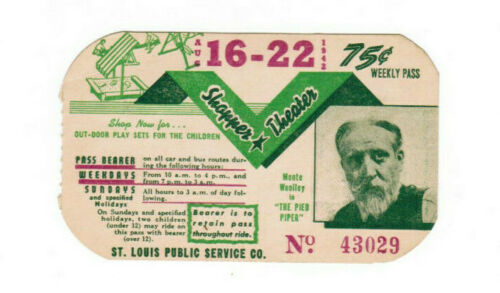 AUG. 16-22 1942
75¢
WEEKLY PASS
Shopper ★ Theater
Shop Now for...
OUT-DOOR PLAY SETS FOR THE CHILDREN
PASS BEARER on all car and bus routes dur-
ing the following hours:
WEEKDAYS From 10 a. m. to 4 p. m., and
from 7 p. m. to 3 a. m.
SUNDAYS All hours to 3 a. m. of day fol-
and specified lowing.
Holidays
On Sundays and specified
holidays, two children
(under 12) may ride on
this pass with bearer
(over 12).
Bearer is to
retain pass
throughout ride.
Monte
Woolley in
"THE PIED
PIPER"
ST. LOUIS PUBLIC SERVICE CO.
No. 43029